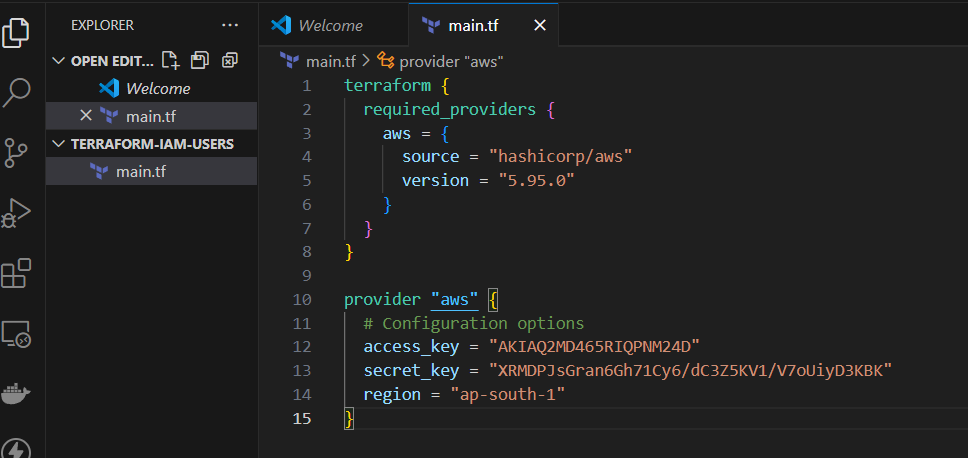 EXPLORER
Welcome
main.tf
OPEN EDIT...
main.tf > provider "aws"
Welcome
main.tf
TERRAFORM-IAM-USERS
main.tf
1 terraform {
2 required_providers {
3 aws = {
4 source = "hashicorp/aws"
5 version = "5.95.0"
6 }
7 }
8 }
9
10 provider "aws" {
11 # Configuration options
12 access_key = "AKIAQ2MD465RIQPNM24D"
13 secret_key = "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"
14 region = "ap-south-1"
15 }